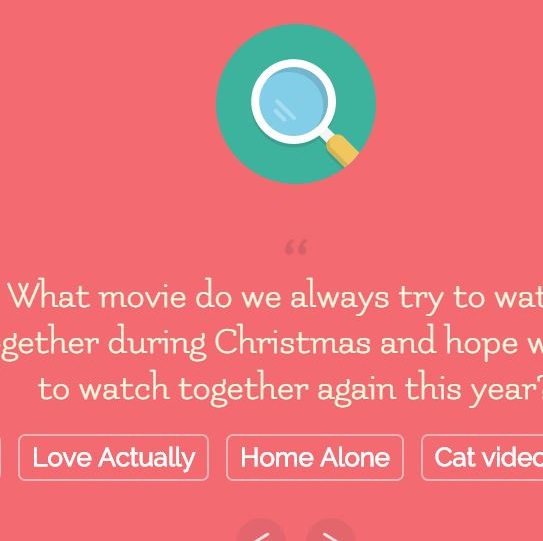 “
What movie do we always try to wat
gether during Christmas and hope w
to watch together again this year?
Love Actually Home Alone Cat video